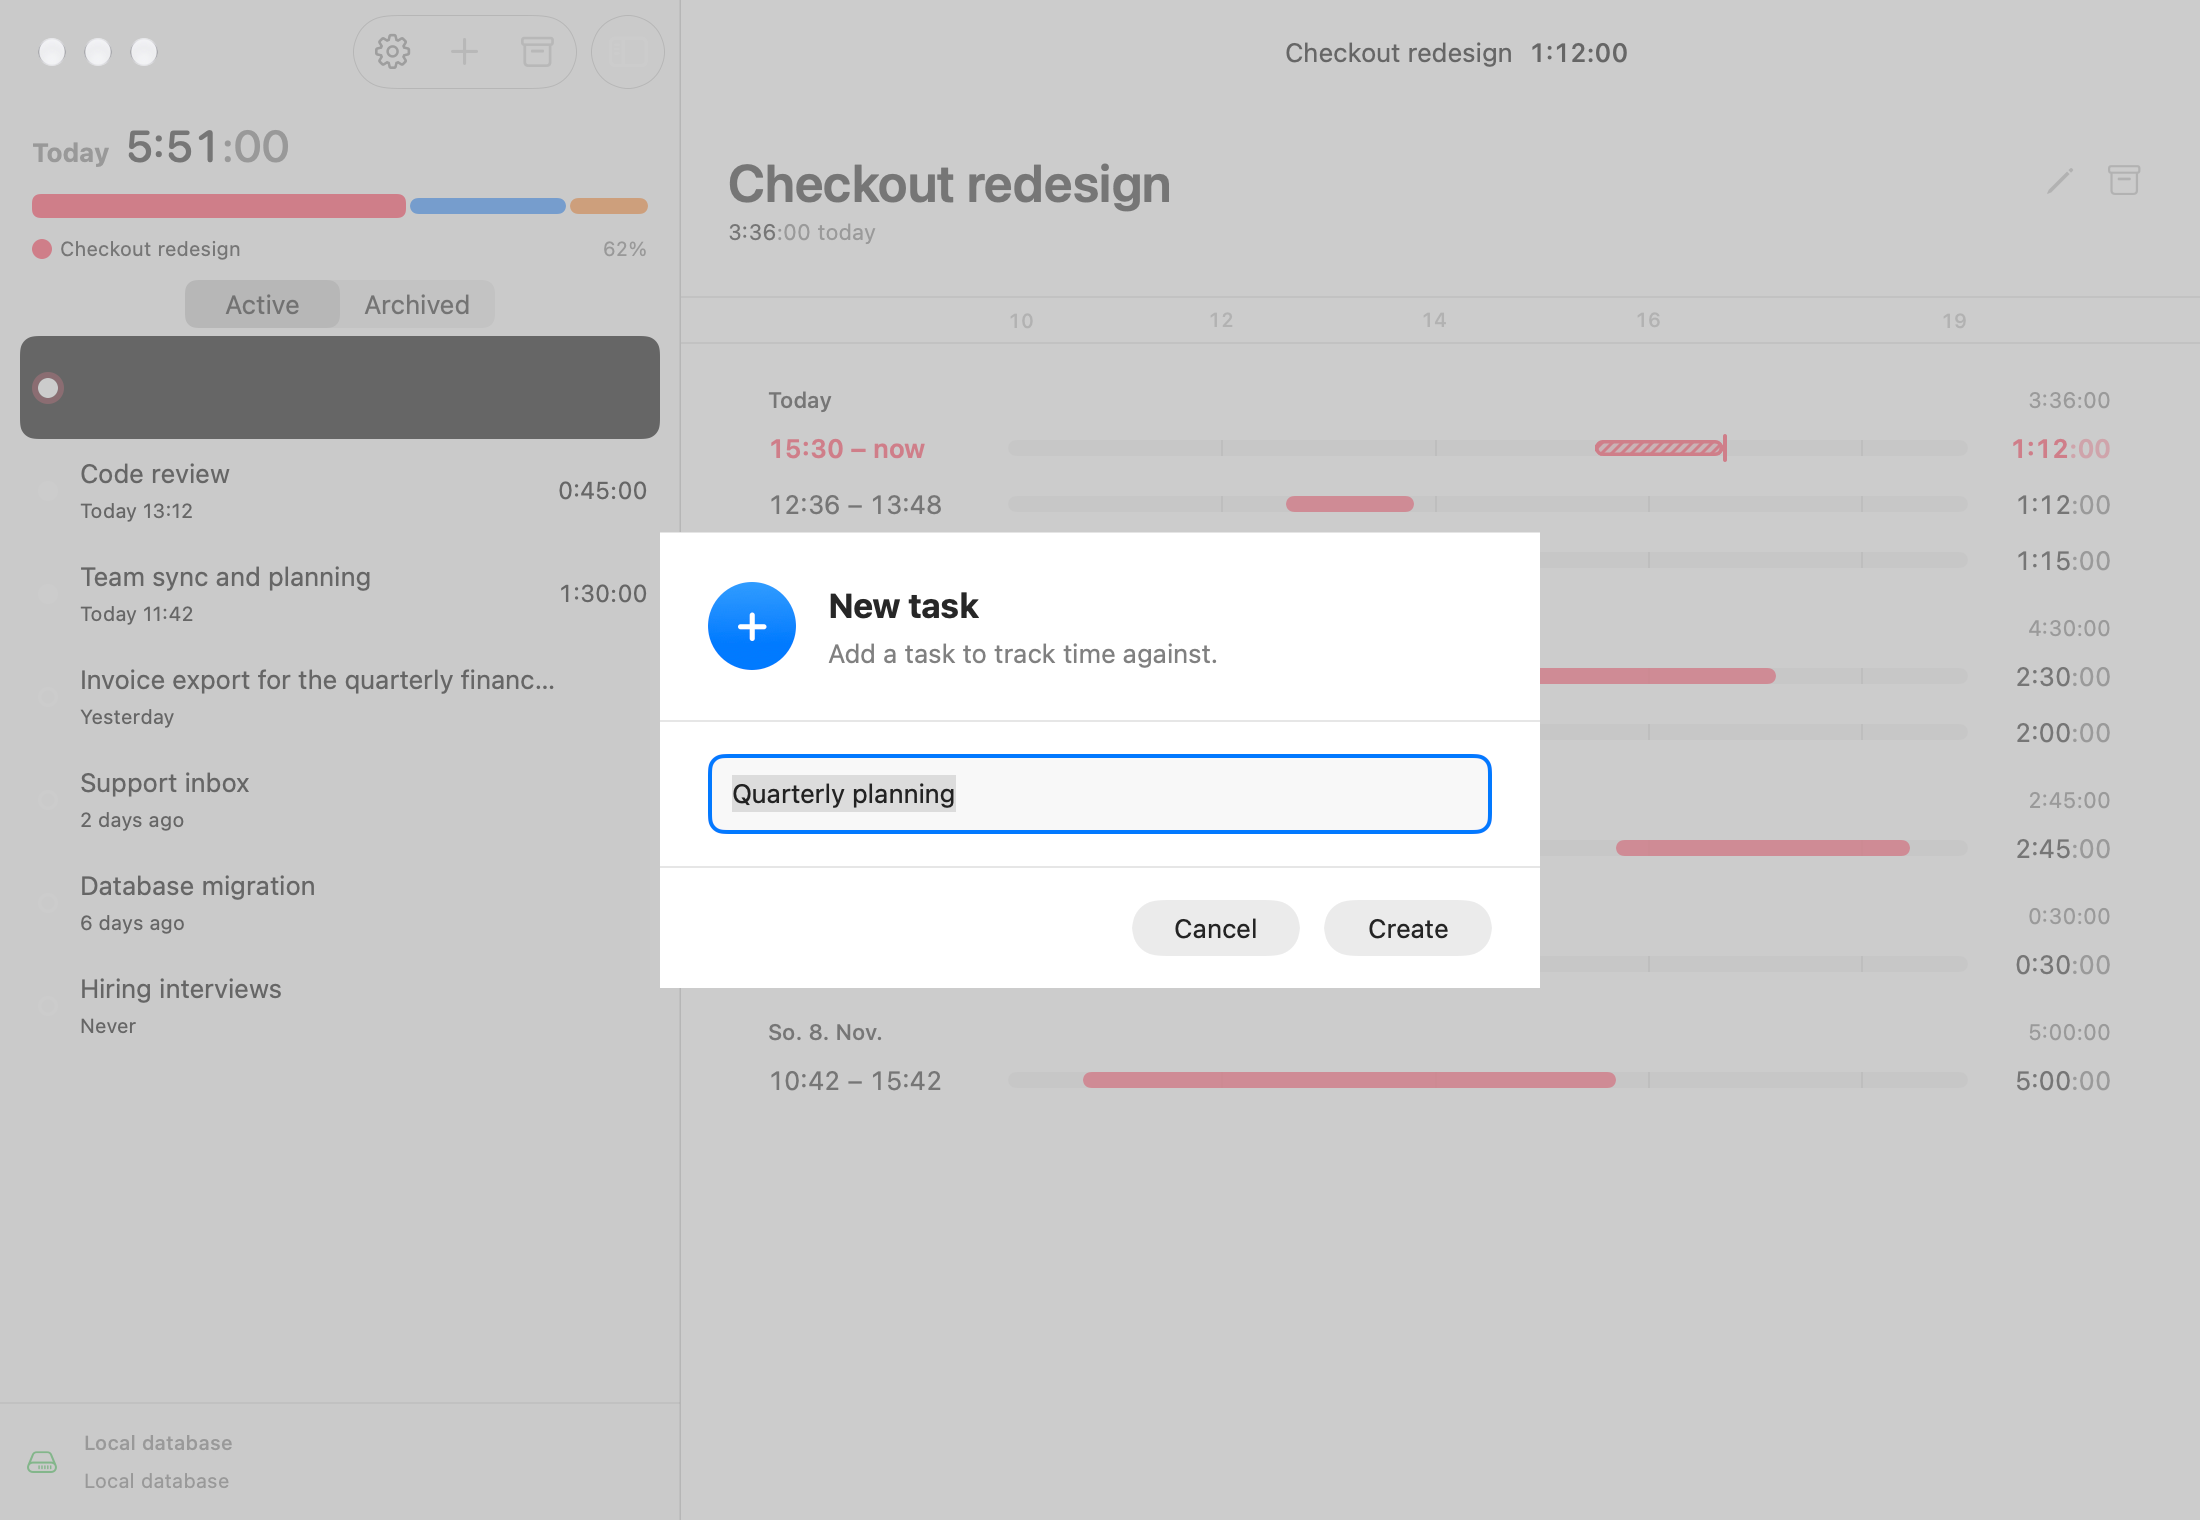 Checkout redesign 1:12:00
Today 5:51:00
Checkout redesign 62%
Active Archived
Code review
Today 13:12
0:45:00
Team sync and planning
Today 11:42
1:30:00
Invoice export for the quarterly financ...
Yesterday
Support inbox
2 days ago
Database migration
6 days ago
Hiring interviews
Never
Local database
Local database
Checkout redesign
3:36:00 today
10 12 14 16 19
Today 3:36:00
15:30 – now 1:12:00
12:36 – 13:48 1:12:00
1:15:00
4:30:00
2:30:00
2:00:00
2:45:00
2:45:00
0:30:00
0:30:00
So. 8. Nov. 5:00:00
10:42 – 15:42 5:00:00
New task
Add a task to track time against.
Quarterly planning
Cancel Create